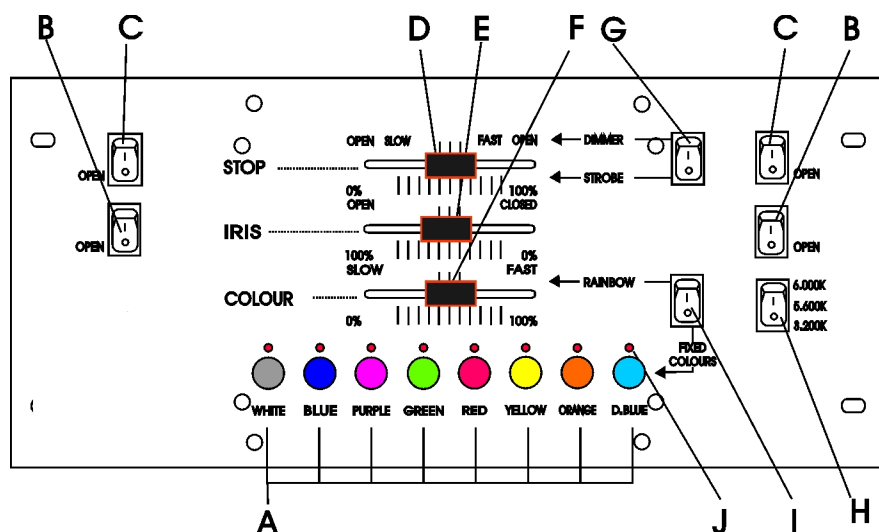 B C D E F G C B
OPEN SLOW FAST OPEN DIMMER
STOP
OPEN STROBE OPEN
0% 100%
OPEN CLOSED
OPEN IRIS OPEN
100% 0%
SLOW FAST
RAINBOW 6.000K
COLOUR 5.600K
0% 100% 3.200K
FIXED
COLOURS
WHITE BLUE PURPLE GREEN RED YELLOW ORANGE D.BLUE
A J I H